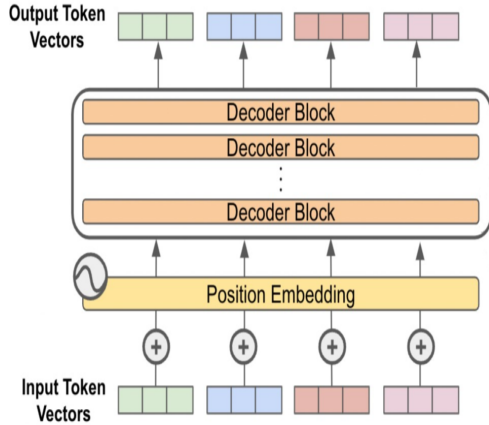 Output Token
Vectors
Decoder Block
Decoder Block
Decoder Block
Position Embedding
Input Token
Vectors